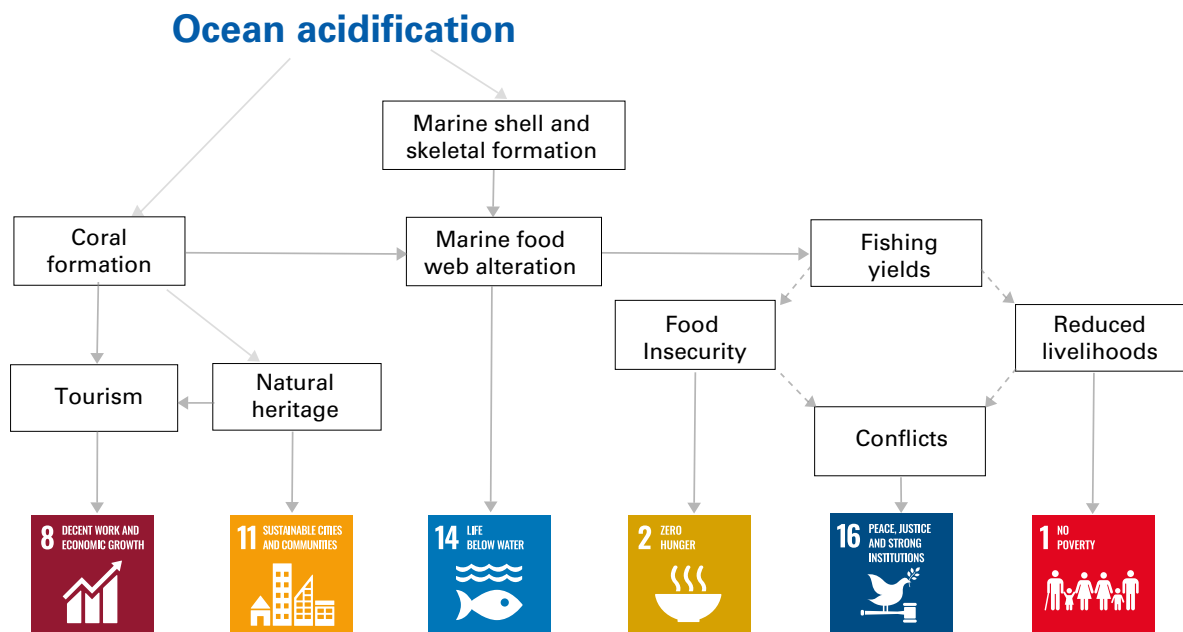 Ocean acidification
Marine shell and
skeletal formation
Coral
formation
Marine food
web alteration
Fishing
yields
Food
Insecurity
Reduced
livelihoods
Tourism
Natural
heritage
Conflicts
8 DECENT WORK AND
ECONOMIC GROWTH
11 SUSTAINABLE CITIES
AND COMMUNITIES
14 LIFE
BELOW WATER
2 ZERO
HUNGER
16 PEACE, JUSTICE
AND STRONG
INSTITUTIONS
1 NO
POVERTY